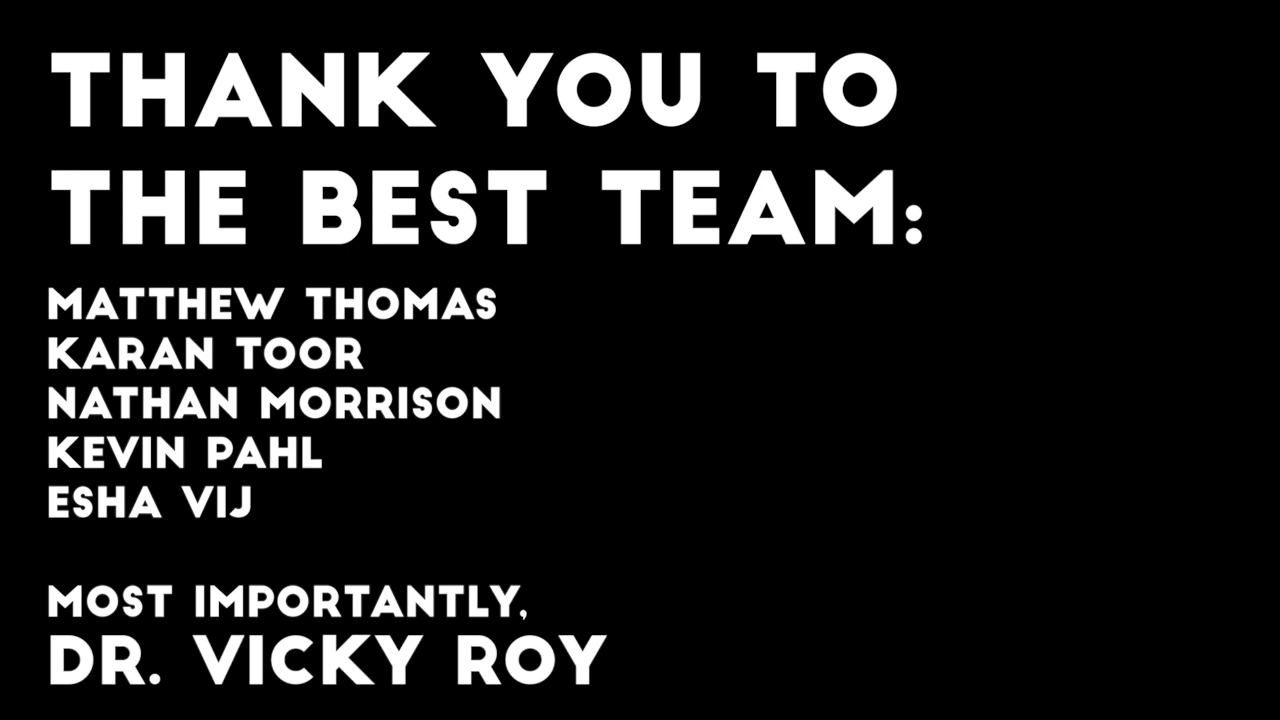 THANK YOU TO
THE BEST TEAM:
MATTHEW THOMAS
KARAN TOOR
NATHAN MORRISON
KEVIN PAHL
ESHA VIJ
MOST IMPORTANTLY,
DR. VICKY ROY